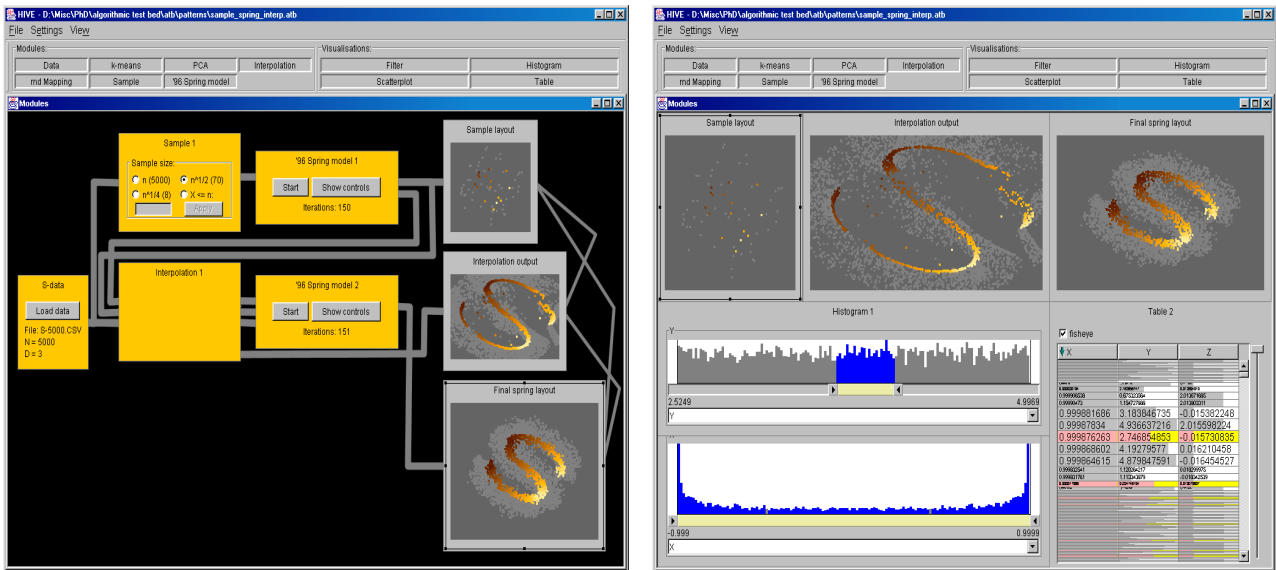 HIVE - D:\Misc\PhD\algorithmic test bed\atb\patterns\sample_spring_interp.atb
File Settings View
Modules: Visualisations:
Data k-means PCA Interpolation Filter Histogram
rnd Mapping Sample '96 Spring model Scatterplot Table
Modules
Sample 1
Sample size:
n (5000) n^1/2 (70)
n^1/4 (8) X <= n:
Apply
'96 Spring model 1
Start Show controls
Iterations: 150
Sample layout
S-data
Load data
File: S-5000.CSV
N = 5000
D = 3
Interpolation 1
'96 Spring model 2
Start Show controls
Iterations: 151
Interpolation output
Final spring layout
HIVE - D:\Misc\PhD\algorithmic test bed\atb\patterns\sample_spring_interp.atb
File Settings View
Modules: Visualisations:
Data k-means PCA Interpolation Filter Histogram
rnd Mapping Sample '96 Spring model Scatterplot Table
Modules
Sample layout Interpolation output Final spring layout
Histogram 1
Y
2.5249 4.9969
Y
-0.999 0.9999
X
Table 2
fisheye
X Y Z
0.999881686 3.183846735 -0.015382248
0.99987834 4.936637216 2.015598224
0.999876263 2.746854853 -0.015730835
0.999868602 4.19279577 0.016210458
0.999864615 4.879847591 -0.016454527